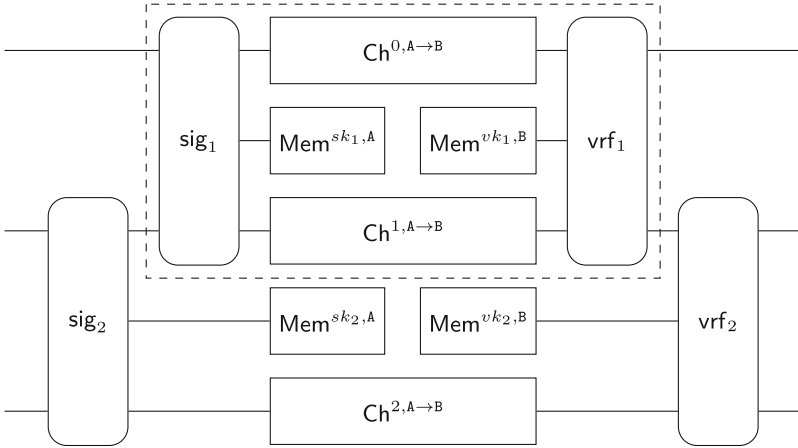 Ch^{0,A→B}
sig_1
Mem^{sk_1,A}
Mem^{vk_1,B}
vrf_1
Ch^{1,A→B}
sig_2
Mem^{sk_2,A}
Mem^{vk_2,B}
vrf_2
Ch^{2,A→B}